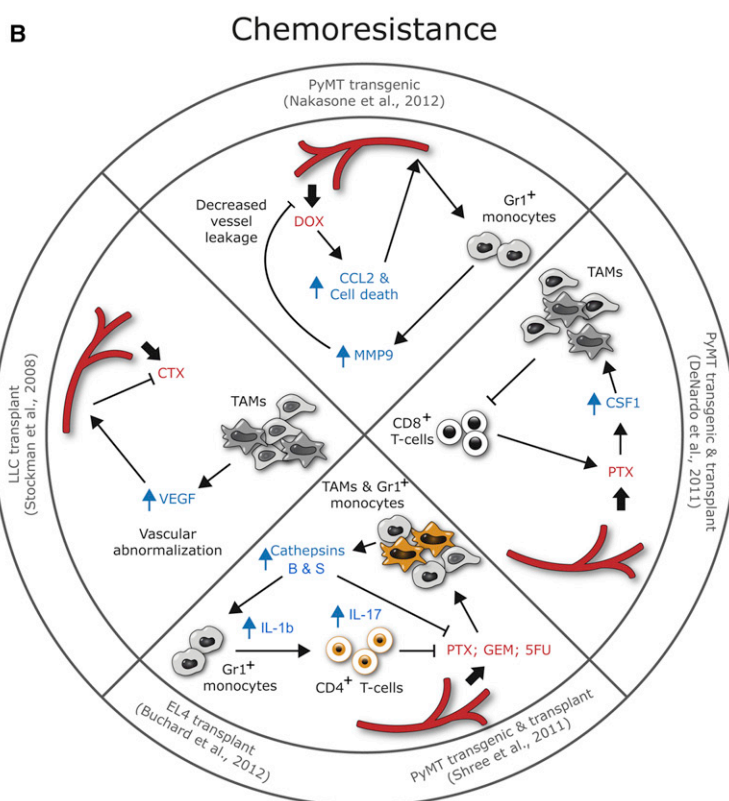 B
Chemoresistance
PyMT transgenic
(Nakasone et al., 2012)
Decreased
vessel
leakage
DOX
Gr1+
monocytes
CCL2 &
Cell death
MMP9
TAMs
CSF1
CD8+
T-cells
PTX
PyMT transgenic & transplant
(DeNardo et al., 2011)
LLC transplant
(Stockman et al., 2008)
CTX
TAMs
VEGF
Vascular
abnormalization
TAMs & Gr1+
monocytes
Cathepsins
B & S
IL-1b
IL-17
Gr1+
monocytes
CD4+ T-cells
PTX; GEM; 5FU
EL4 transplant
(Buchard et al., 2012)
PyMT transgenic & transplant
(Shree et al., 2011)